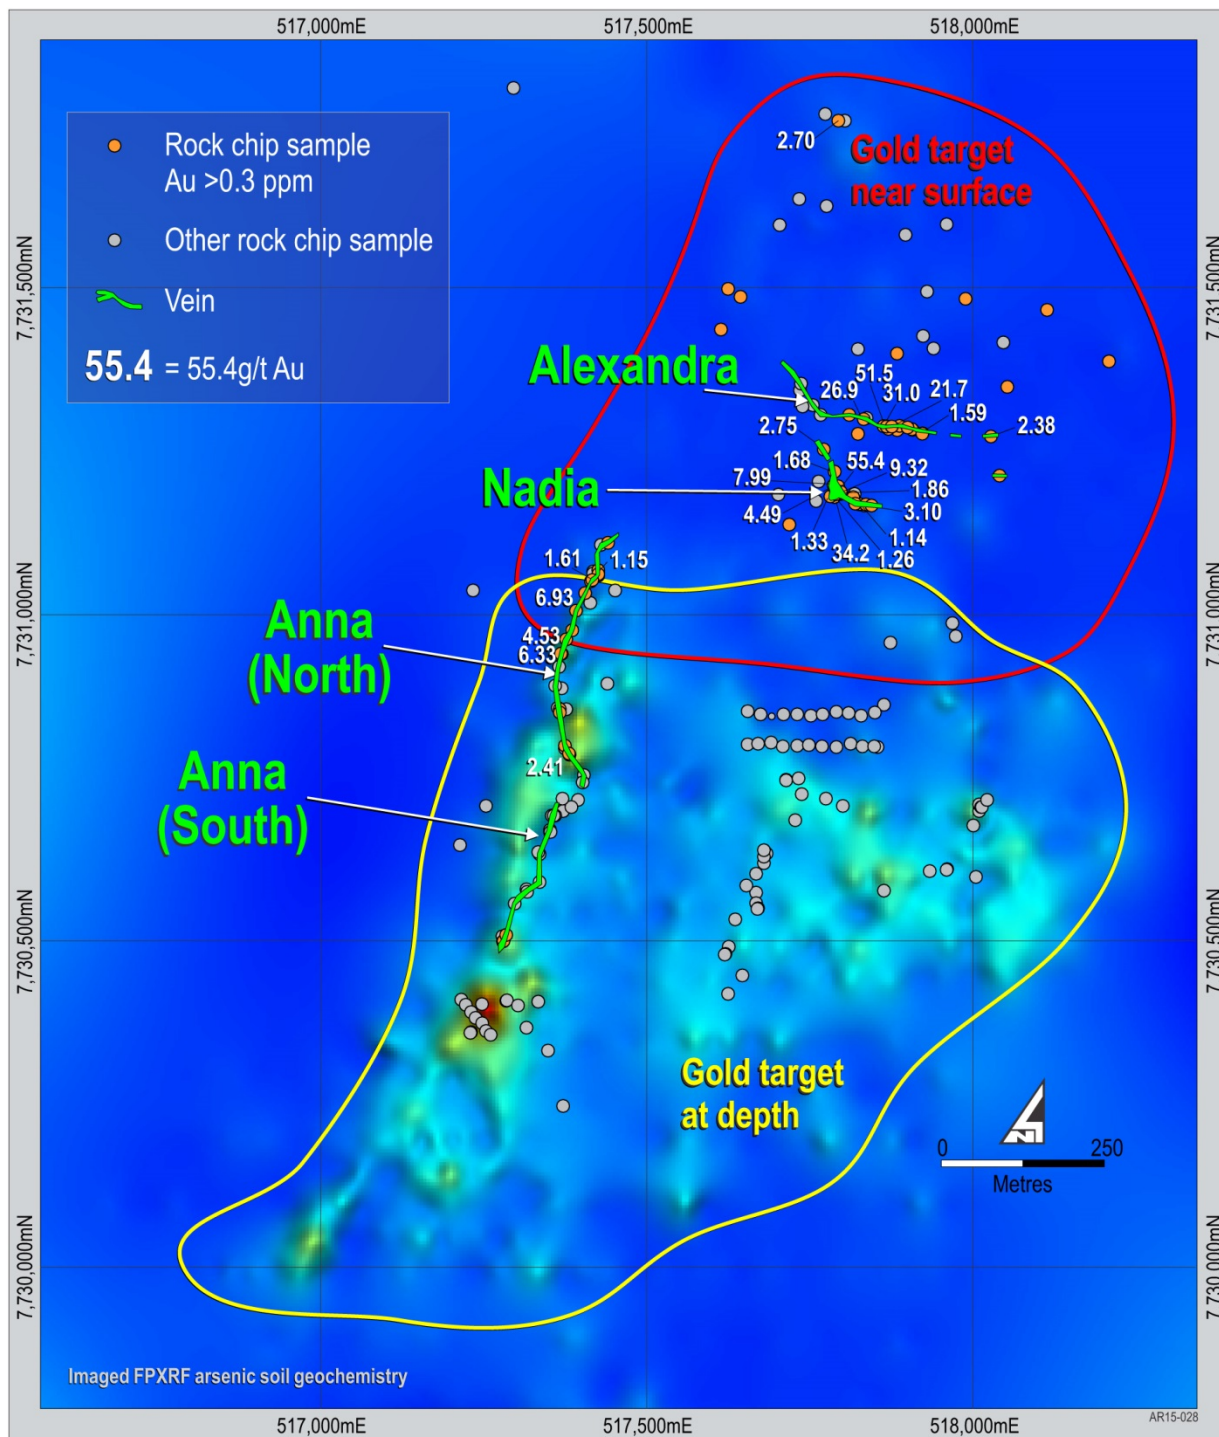 517,000mE 517,500mE 518,000mE
Rock chip sample
Au >0.3 ppm
Other rock chip sample
Vein
55.4 = 55.4g/t Au
2.70
Gold target
near surface
7,731,500mN
7,731,500mN
Alexandra
51.5
26.9
31.0
21.7
1.59
2.38
2.75
1.68
55.4
9.32
7.99
1.86
Nadia
4.49
3.10
1.33
34.2
1.14
1.26
1.61
1.15
6.93
7,731,000mN
7,731,000mN
Anna
(North)
4.53
6.33
2.41
Anna
(South)
7,730,500mN
7,730,500mN
Gold target
at depth
N
0 250
Metres
7,730,000mN
7,730,000mN
Imaged FPXRF arsenic soil geochemistry
517,000mE 517,500mE 518,000mE
AR15-028